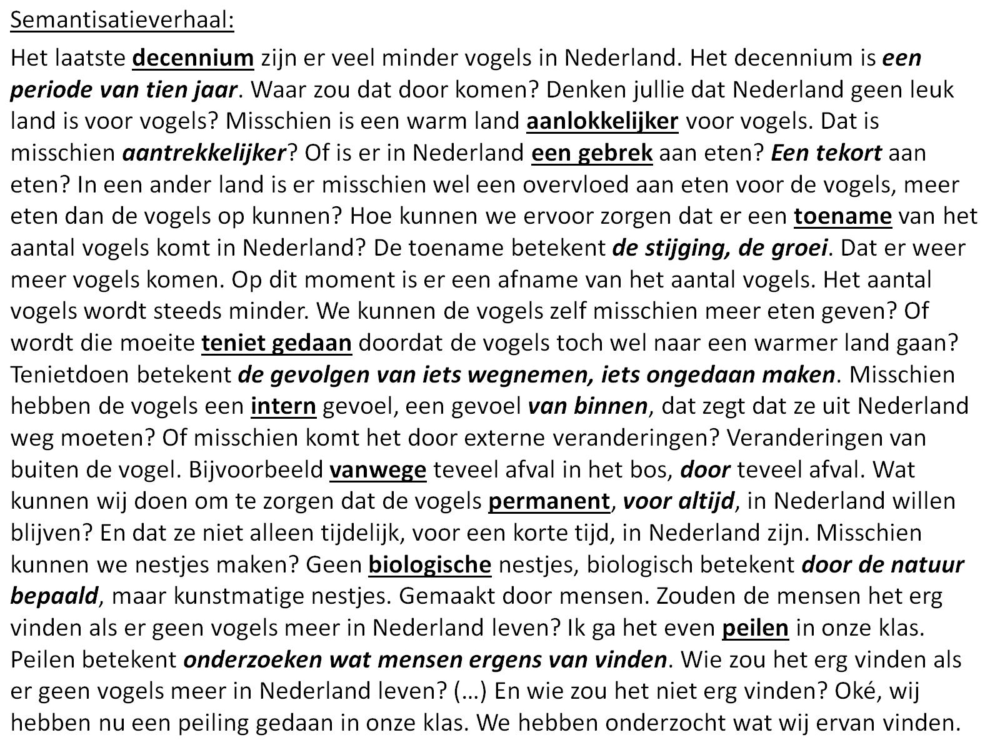 Semantisatieverhaal:
Het laatste decennium zijn er veel minder vogels in Nederland. Het decennium is een
periode van tien jaar. Waar zou dat door komen? Denken jullie dat Nederland geen leuk
land is voor vogels? Misschien is een warm land aanlokkelijker voor vogels. Dat is
misschien aantrekkelijker? Of is er in Nederland een gebrek aan eten? Een tekort aan
eten? In een ander land is er misschien wel een overvloed aan eten voor de vogels, meer
eten dan de vogels op kunnen? Hoe kunnen we ervoor zorgen dat er een toename van het
aantal vogels komt in Nederland? De toename betekent de stijging, de groei. Dat er weer
meer vogels komen. Op dit moment is er een afname van het aantal vogels. Het aantal
vogels wordt steeds minder. We kunnen de vogels zelf misschien meer eten geven? Of
wordt die moeite teniet gedaan doordat de vogels toch wel naar een warmer land gaan?
Tenietdoen betekent de gevolgen van iets wegnemen, iets ongedaan maken. Misschien
hebben de vogels een intern gevoel, een gevoel van binnen, dat zegt dat ze uit Nederland
weg moeten? Of misschien komt het door externe veranderingen? Veranderingen van
buiten de vogel. Bijvoorbeeld vanwege teveel afval in het bos, door teveel afval. Wat
kunnen wij doen om te zorgen dat de vogels permanent, voor altijd, in Nederland willen
blijven? En dat ze niet alleen tijdelijk, voor een korte tijd, in Nederland zijn. Misschien
kunnen we nestjes maken? Geen biologische nestjes, biologisch betekent door de natuur
bepaald, maar kunstmatige nestjes. Gemaakt door mensen. Zouden de mensen het erg
vinden als er geen vogels meer in Nederland leven? Ik ga het even peilen in onze klas.
Peilen betekent onderzoeken wat mensen ergens van vinden. Wie zou het erg vinden als
er geen vogels meer in Nederland leven? (…) En wie zou het niet erg vinden? Oké, wij
hebben nu een peiling gedaan in onze klas. We hebben onderzocht wat wij ervan vinden.